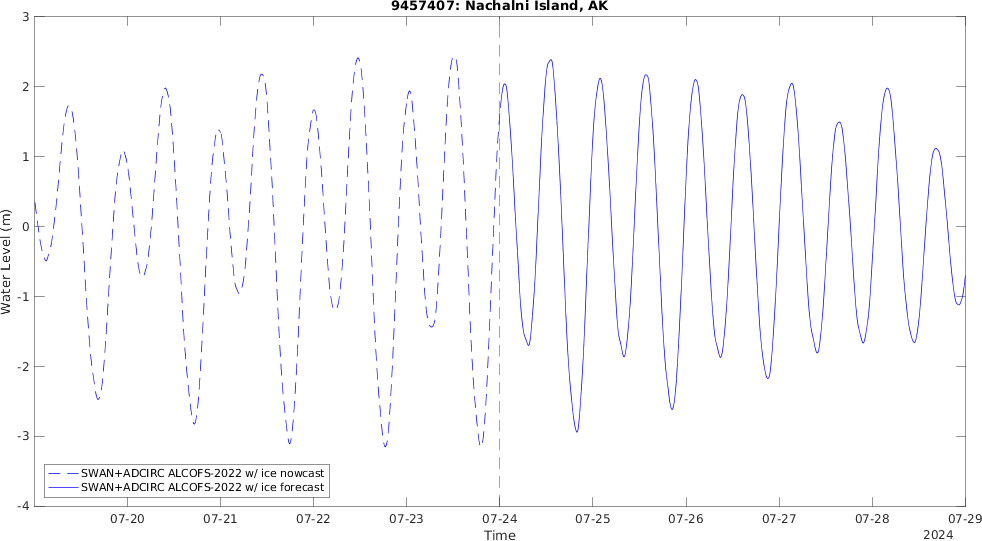 9457407: Nachalni Island, AK
3
2
1
0
-1
-2
-3
-4
Water Level (m)
SWAN+ADCIRC ALCOFS-2022 w/ ice nowcast
SWAN+ADCIRC ALCOFS-2022 w/ ice forecast
07-20 07-21 07-22 07-23 07-24 07-25 07-26 07-27 07-28 07-29
Time
2024